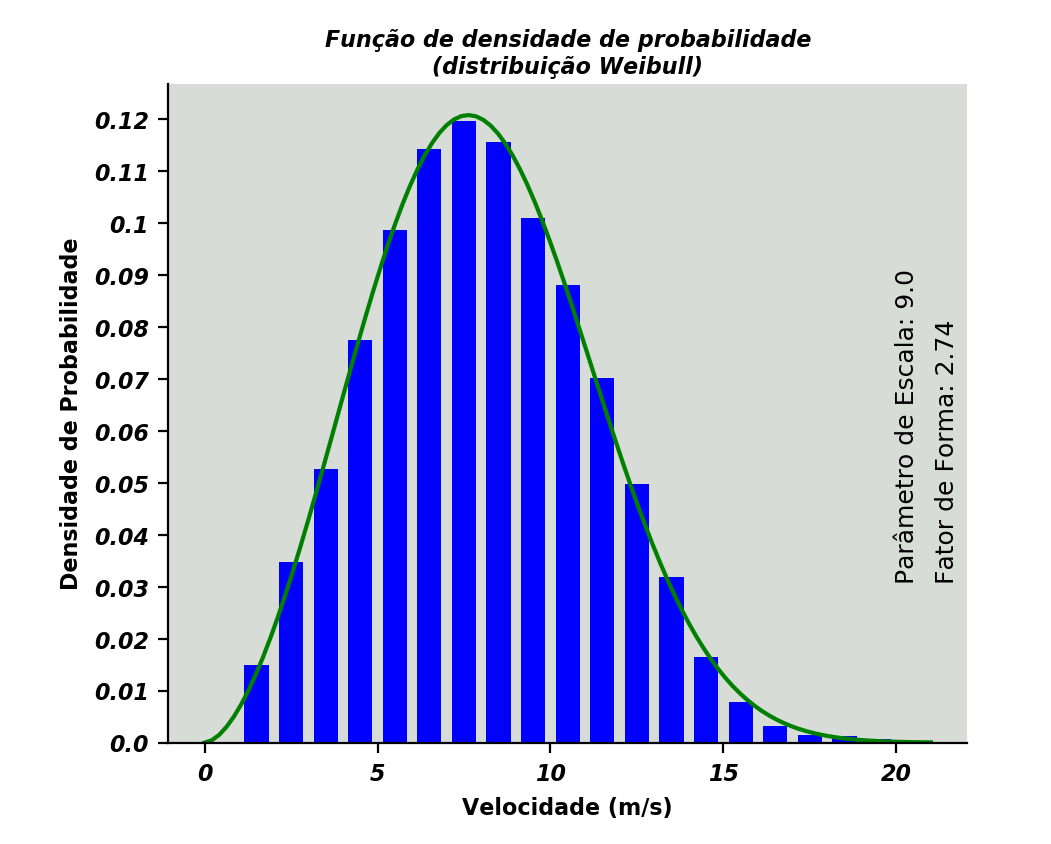 Função de densidade de probabilidade
(distribuição Weibull)
Densidade de Probabilidade
0.12
0.11
0.1
0.09
0.08
0.07
0.06
0.05
0.04
0.03
0.02
0.01
0.0
Parâmetro de Escala: 9.0
Fator de Forma: 2.74
0 5 10 15 20
Velocidade (m/s)